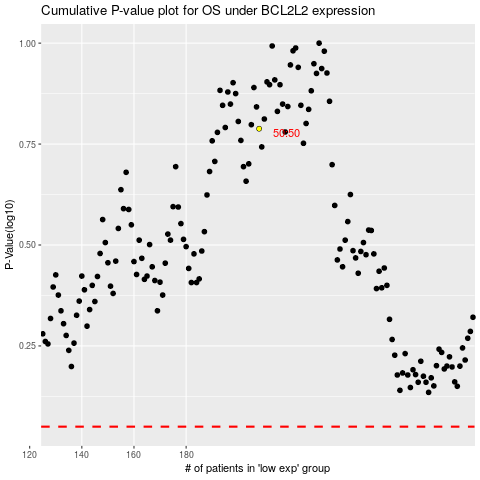 Cumulative P-value plot for OS under BCL2L2 expression
1.00
0.75
0.50
0.25
P-Value(log10)
50:50
120 140 160 180
# of patients in 'low exp' group